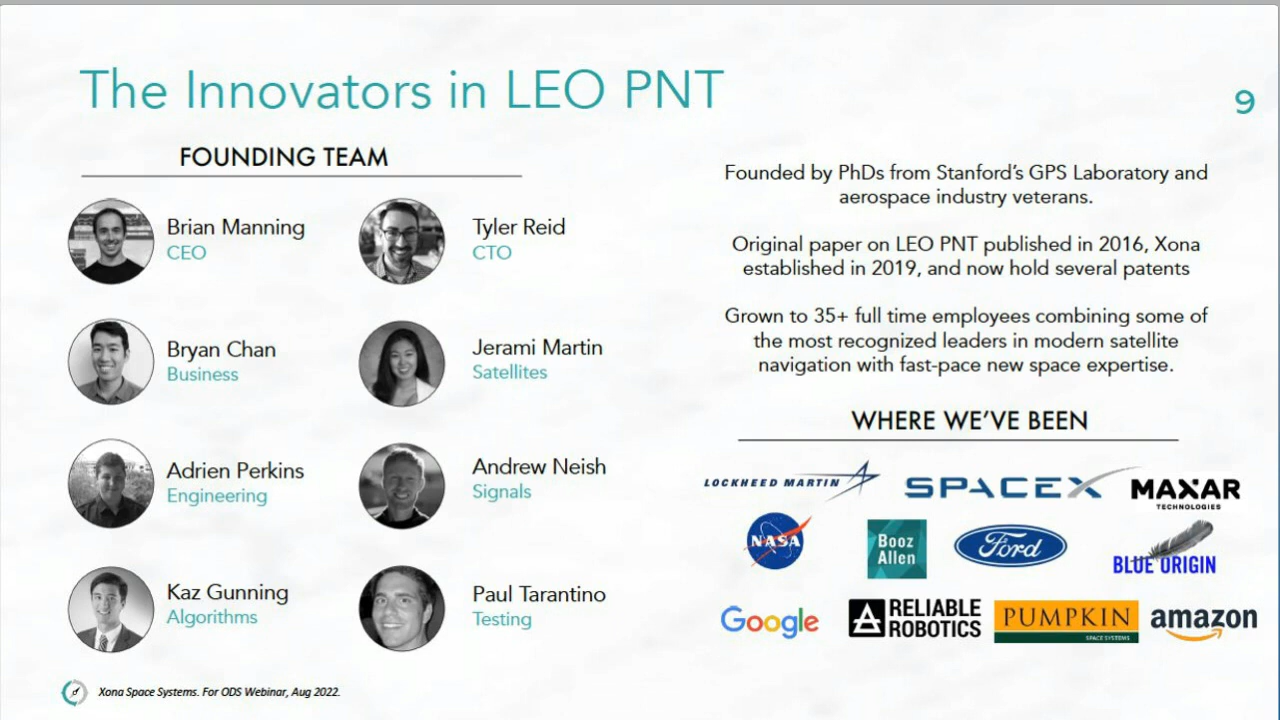 The Innovators in LEO PNT
9
FOUNDING TEAM
Brian Manning
CEO
Tyler Reid
CTO
Bryan Chan
Business
Jerami Martin
Satellites
Adrien Perkins
Engineering
Andrew Neish
Signals
Kaz Gunning
Algorithms
Paul Tarantino
Testing
Founded by PhDs from Stanford's GPS Laboratory and
aerospace industry veterans.
Original paper on LEO PNT published in 2016, Xona
established in 2019, and now hold several patents
Grown to 35+ full time employees combining some of
the most recognized leaders in modern satellite
navigation with fast-pace new space expertise.
WHERE WE'VE BEEN
LOCKHEED MARTIN
SPACEX
MAXAR
TECHNOLOGIES
NASA
Booz
Allen
Ford
BLUE ORIGIN
Google
RELIABLE
ROBOTICS
PUMPKIN
SPACE SYSTEMS
amazon
Xona Space Systems. For ODS Webinar, Aug 2022.